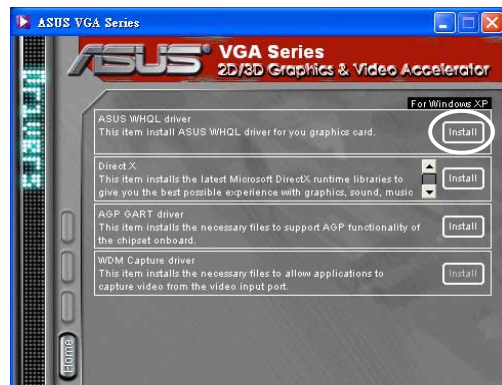 ASUS VGA Series
ASUS VGA Series
2D/3D Graphics & Video Accelerator
For Windows XP
ASUS WHQL driver
This item install ASUS WHQL driver for you graphics card.
Install
Direct X
This item installs the latest Microsoft DirectX runtime libraries to
give you the best possible experience with graphics, sound, music
Install
AGP GART driver
This item installs the necessary files to support AGP functionality of
the chipset onboard.
Install
WDM Capture driver
This item installs the necessary files to allow applications to
capture video from the video input port.
Install
Home